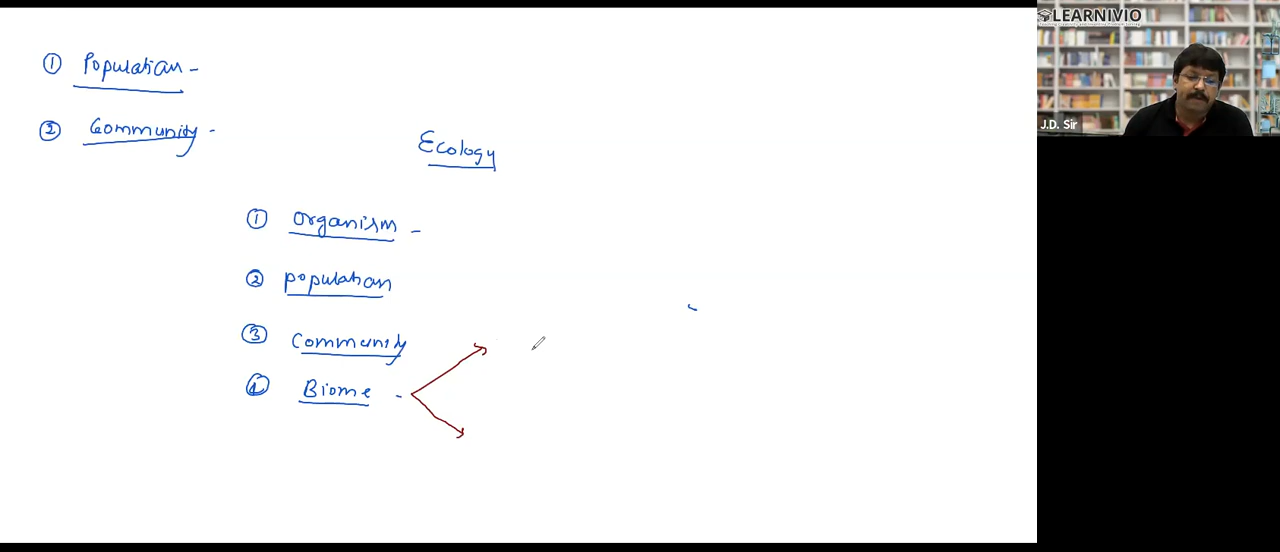 ① Population -
② Community -
Ecology
① Organism -
② population
③ Community
④ Biome -
LEARNIVIO
J.D. Sir